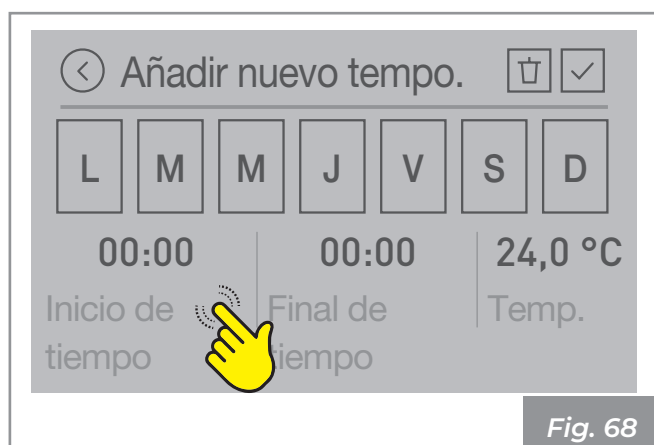 Añadir nuevo tempo.
L M M J V S D
00:00 00:00 24,0 °C
Inicio de Final de Temp.
tiempo tiempo
Fig. 68